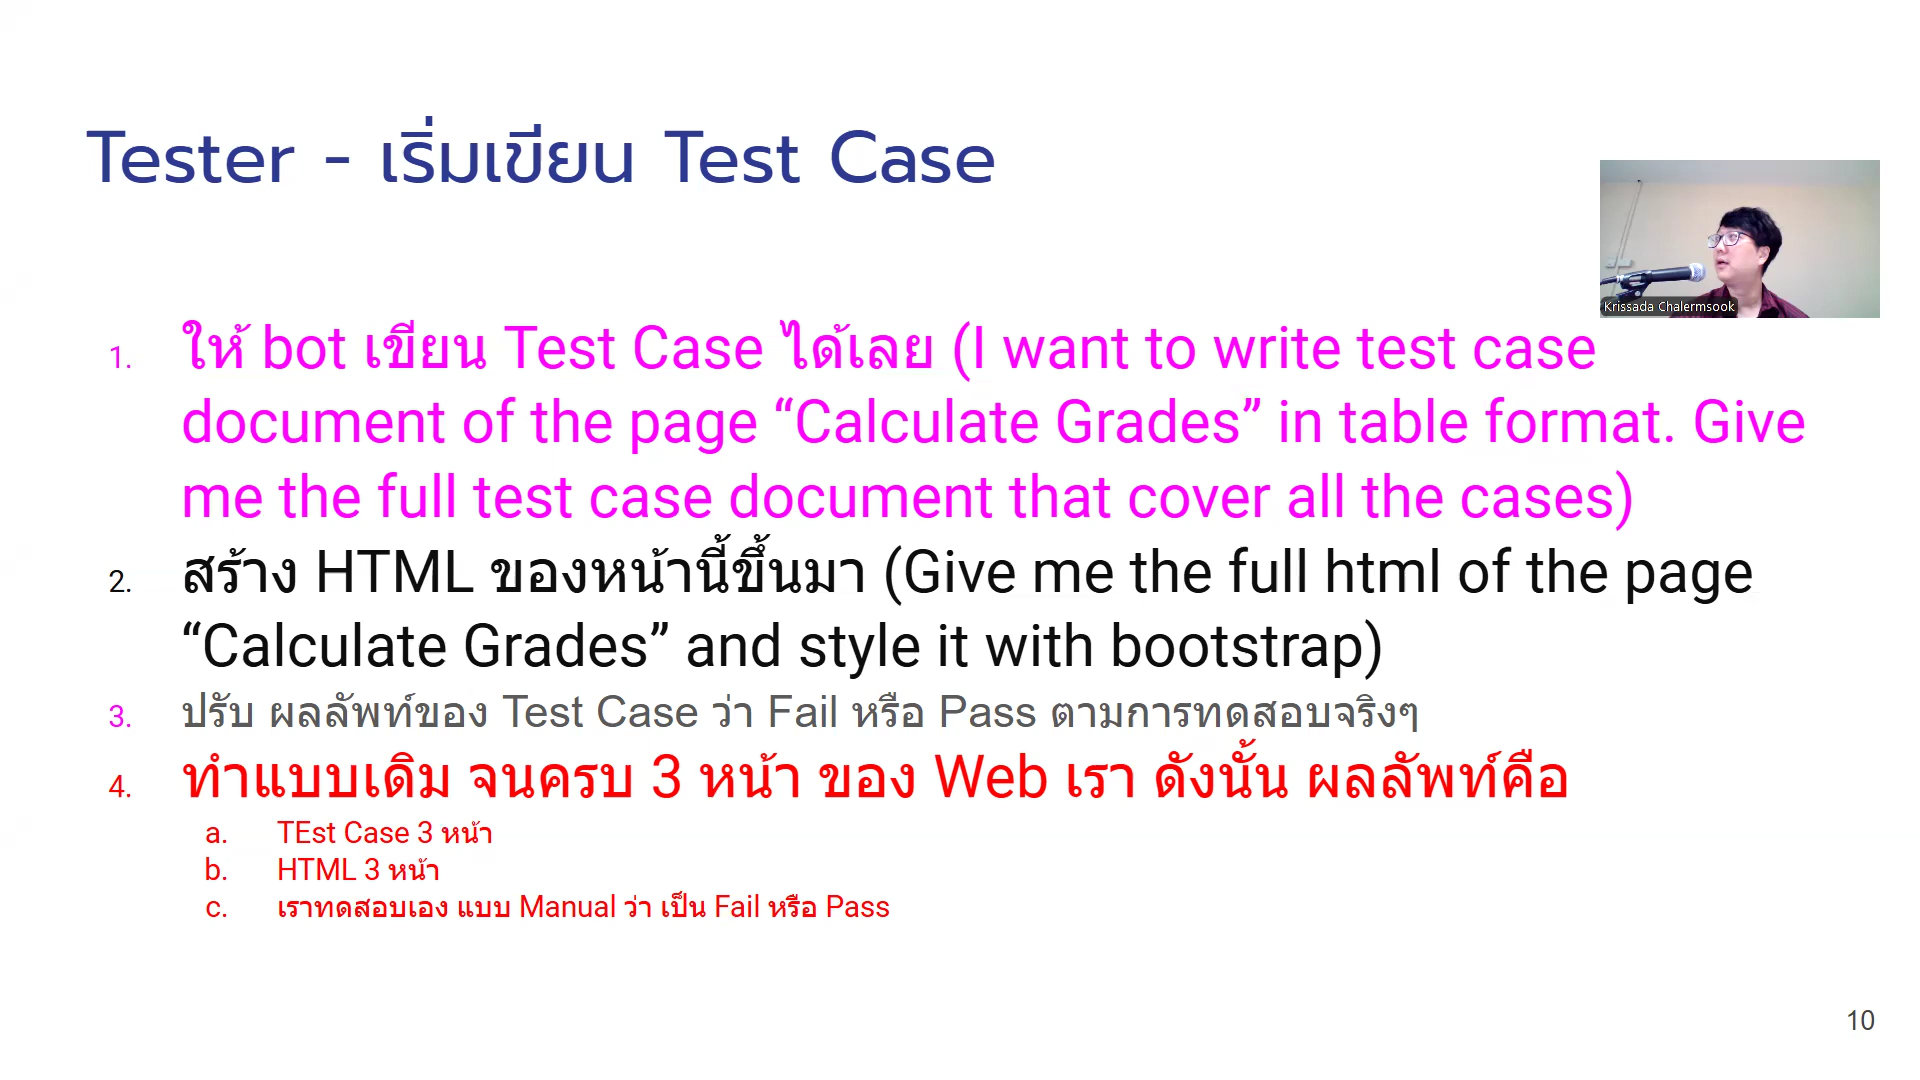 Tester - เริ่มเขียน Test Case
Krissada Chalermsook
1. ให้ bot เขียน Test Case ได้เลย (I want to write test case
document of the page “Calculate Grades” in table format. Give
me the full test case document that cover all the cases)
2. สร้าง HTML ของหน้านี้ขึ้นมา (Give me the full html of the page
“Calculate Grades” and style it with bootstrap)
3. ปรับ ผลลัพท์ของ Test Case ว่า Fail หรือ Pass ตามการทดสอบจริงๆ
4. ทำแบบเดิม จนครบ 3 หน้า ของ Web เรา ดังนั้น ผลลัพท์คือ
a. TEst Case 3 หน้า
b. HTML 3 หน้า
c. เราทดสอบเอง แบบ Manual ว่า เป็น Fail หรือ Pass
10